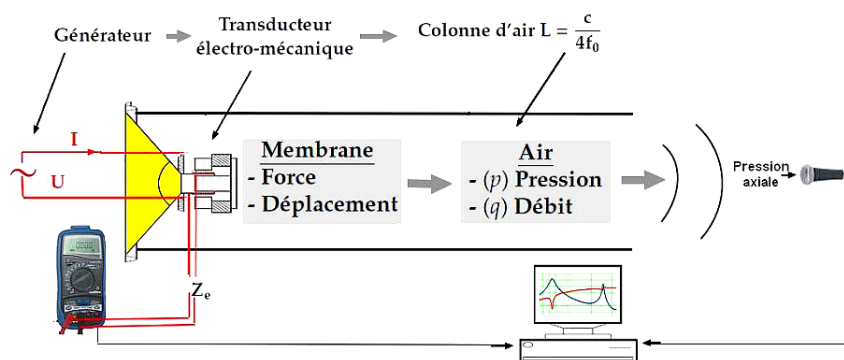 Générateur
Transducteur
électro-mécanique
Colonne d'air L = c/4f₀
I
U
Membrane
- Force
- Déplacement
Air
- (p) Pression
- (q) Débit
Pression
axiale
Zₑ